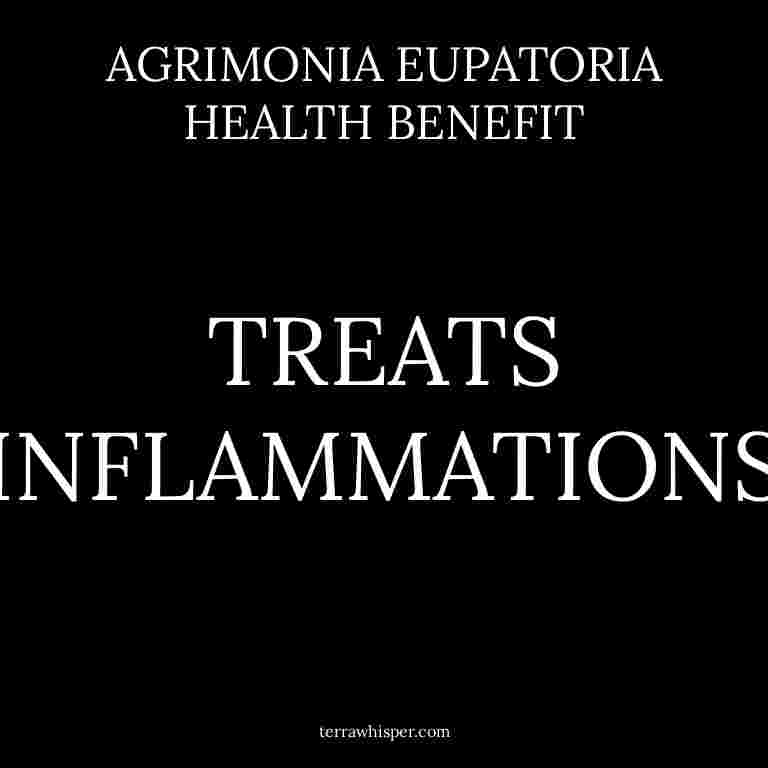 AGRIMONIA EUPATORIA
HEALTH BENEFIT
TREATS
INFLAMMATIONS
terrawhisper.com